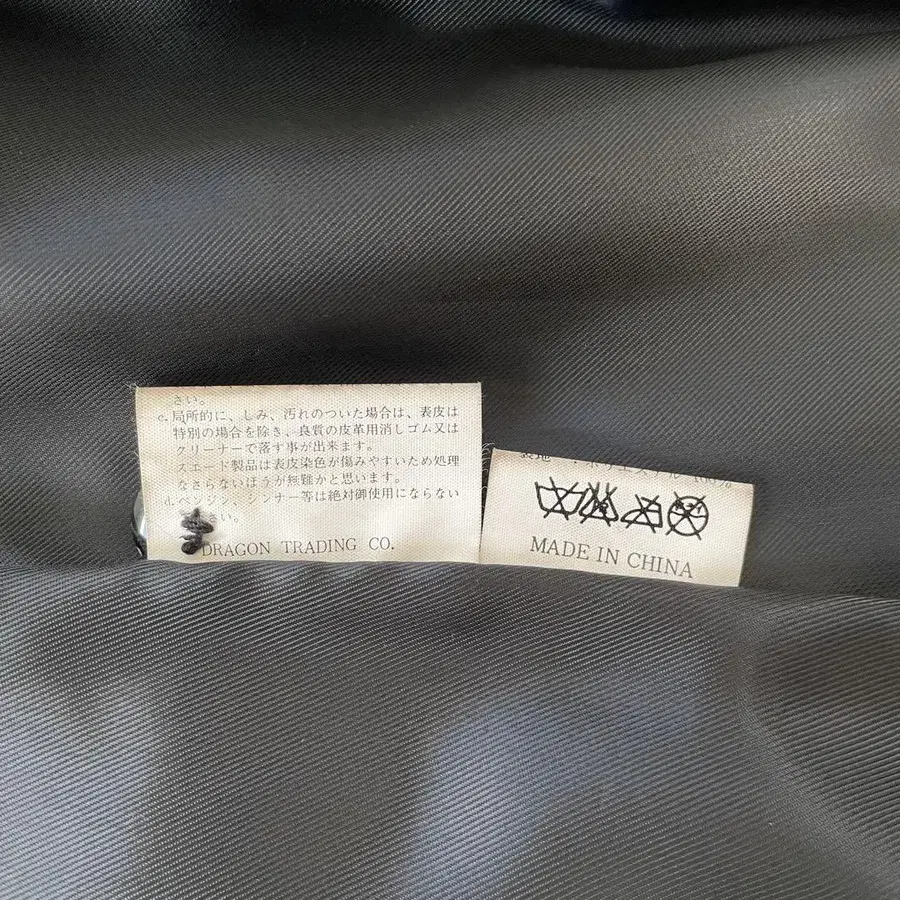 さい。
c.局所的に、しみ、汚れのついた場合は、表皮は
特別の場合を除き、良質の皮革用消しゴム又は
クリーナーで落す事が出来ます。
スエード製品は表皮染色が傷みやすいため処理
なさらないほうが無難かと思います。
d.ベンジン、シンナー等は絶対御使用にならない
さい。
DRAGON TRADING CO.
MADE IN CHINA